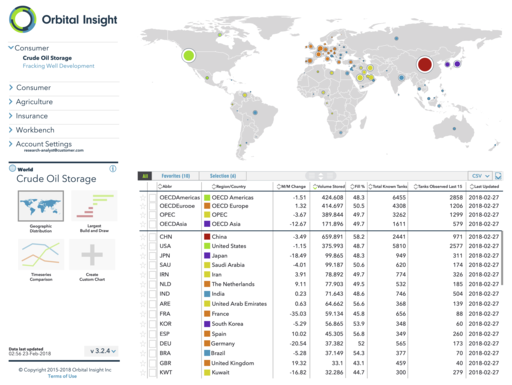 Orbital Insight
Consumer
Crude Oil Storage
Fracking Well Development
Consumer
Agriculture
Insurance
Workbench
Account Settings
research-analyst@customer.com
World
Crude Oil Storage
Geographic Distribution
Largest Build and Draw
Timeseries Comparison
Create Custom Chart
Data last updated
02:54 23-Feb-2018
v 3.2.4
© Copyright 2015-2018 Orbital Insight Inc
Terms of Use
All Favorites (10) Selection (6) CSV
Abbr Region/Country M/M Change Volume Stored Fill % Total Known Tanks Tanks Observed Last 15 Last Updated
OECDAmericas OECD Americas -1.51 424.608 48.3 6455 2858 2018-02-27
OECDEurope OECD Europe 1.32 414.697 50.5 4308 1206 2018-02-27
OPEC OPEC -3.67 389.844 49.7 3262 1299 2018-02-27
OECDAsia OECD Asia -12.67 171.896 49.7 1611 579 2018-02-27
CHN China -3.49 659.891 58.2 2441 971 2018-02-27
USA United States -1.15 375.993 50.7 5810 2577 2018-02-27
JPN Japan -18.49 99.865 48.3 949 311 2018-02-27
SAU Saudi Arabia -4.01 99.187 50.6 620 174 2018-02-27
IRN Iran 3.91 78.892 49.7 774 326 2018-02-27
NLD The Netherlands 9.11 77.903 49.5 532 185 2018-02-27
IND India 0.23 71.643 48.6 746 504 2018-02-27
ARE United Arab Emirates 0.63 64.662 56.6 368 139 2018-02-27
FRA France -35.03 59.134 45.8 656 88 2018-02-27
KOR South Korea -5.29 56.865 53.9 348 60 2018-02-27
ESP Spain 10.02 45.305 56.8 349 260 2018-02-27
DEU Germany -20.54 37.382 52 565 173 2018-02-27
BRA Brazil -5.28 37.149 54.3 377 70 2018-02-27
GBR United Kingdom 19.32 33.1 43.1 459 40 2018-02-27
KWT Kuwait -16.82 32.286 44.7 300 279 2018-02-27